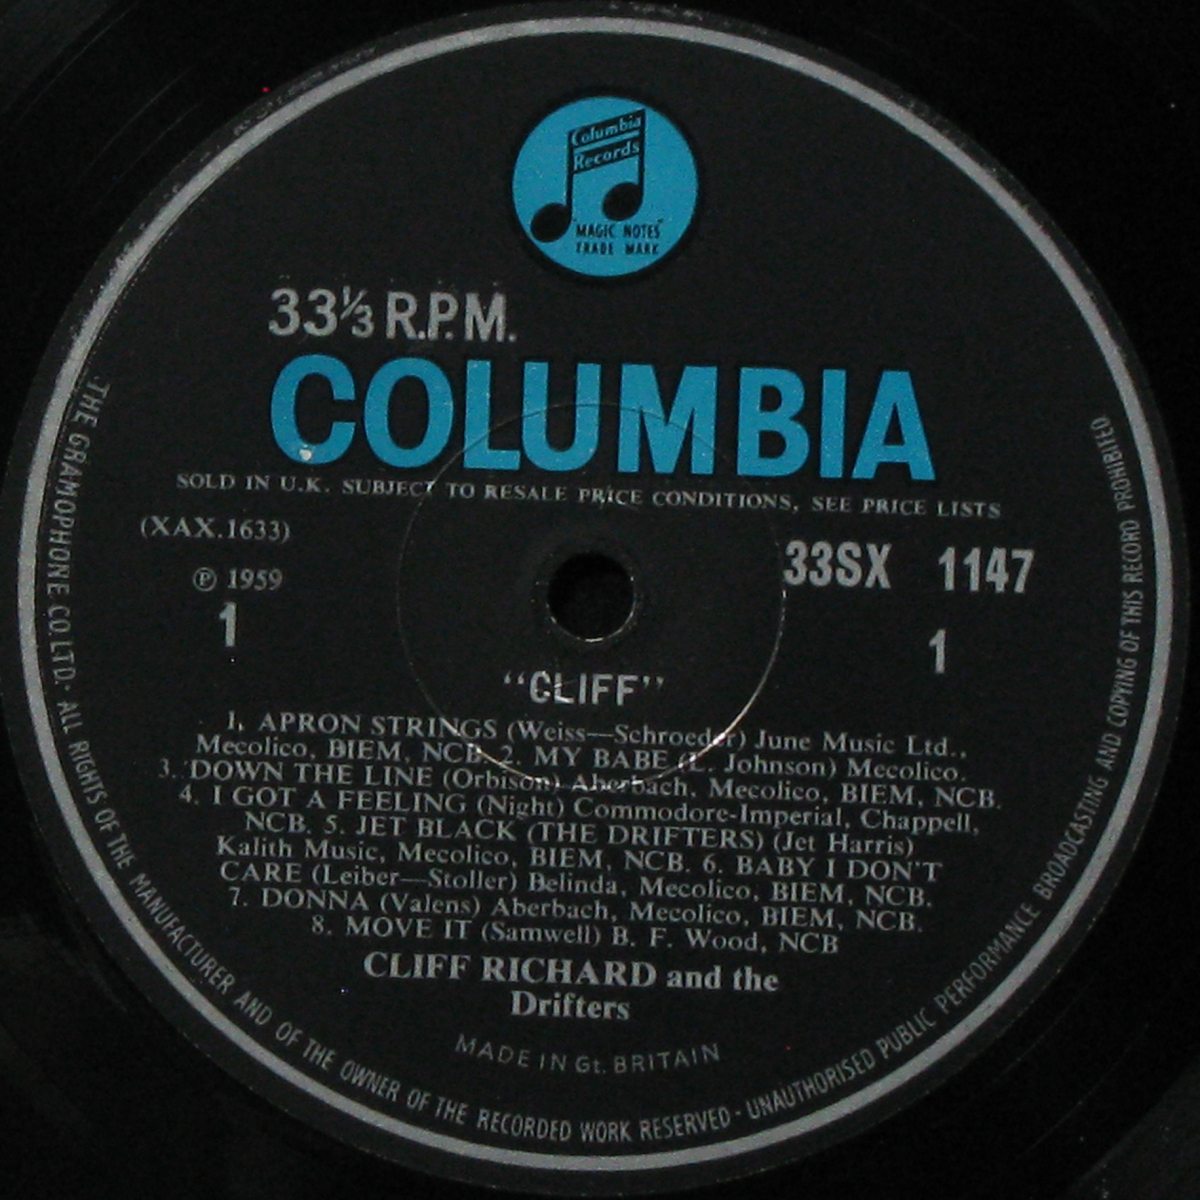 Columbia
Records
"MAGIC NOTES"
TRADE MARK
33⅓ R.P.M.
COLUMBIA
SOLD IN U.K. SUBJECT TO RESALE PRICE CONDITIONS, SEE PRICE LISTS
(XAX.1633)
33SX 1147
℗ 1959
1
1
"CLIFF"
1. APRON STRINGS (Weiss—Schroeder) June Music Ltd.,
Mecolico, BIEM, NCB. 2. MY BABE (L. Johnson) Mecolico.
3. DOWN THE LINE (Orbison) Aberbach, Mecolico, BIEM, NCB.
4. I GOT A FEELING (Night) Commodore-Imperial, Chappell,
NCB. 5. JET BLACK (THE DRIFTERS) (Jet Harris)
Kalith Music, Mecolico, BIEM, NCB. 6. BABY I DON'T
CARE (Leiber—Stoller) Belinda, Mecolico, BIEM, NCB.
7. DONNA (Valens) Aberbach, Mecolico, BIEM, NCB.
8. MOVE IT (Samwell) B. F. Wood, NCB
CLIFF RICHARD and the
Drifters
MADE IN Gt. BRITAIN
THE GRAMOPHONE CO. LTD. · ALL RIGHTS OF THE MANUFACTURER AND OF THE OWNER OF THE RECORDED WORK RESERVED · UNAUTHORISED PUBLIC PERFORMANCE BROADCASTING AND COPYING OF THIS RECORD PROHIBITED